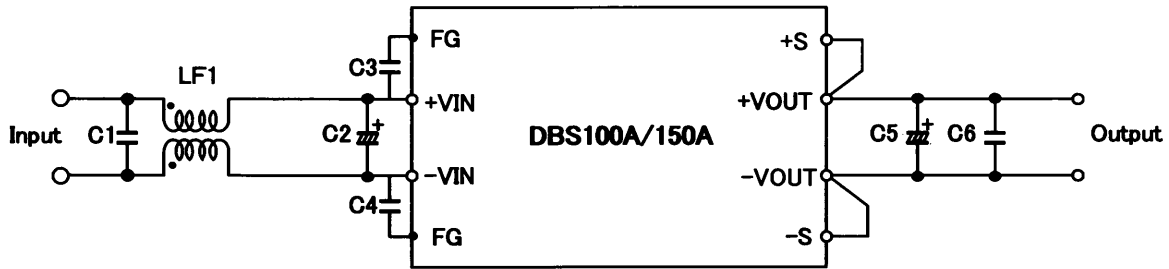 FG
+S
C3
LF1
+VIN
+VOUT
Input
C1
C2
+
DBS100A/150A
C5
+
C6
Output
-VIN
-VOUT
C4
FG
-S